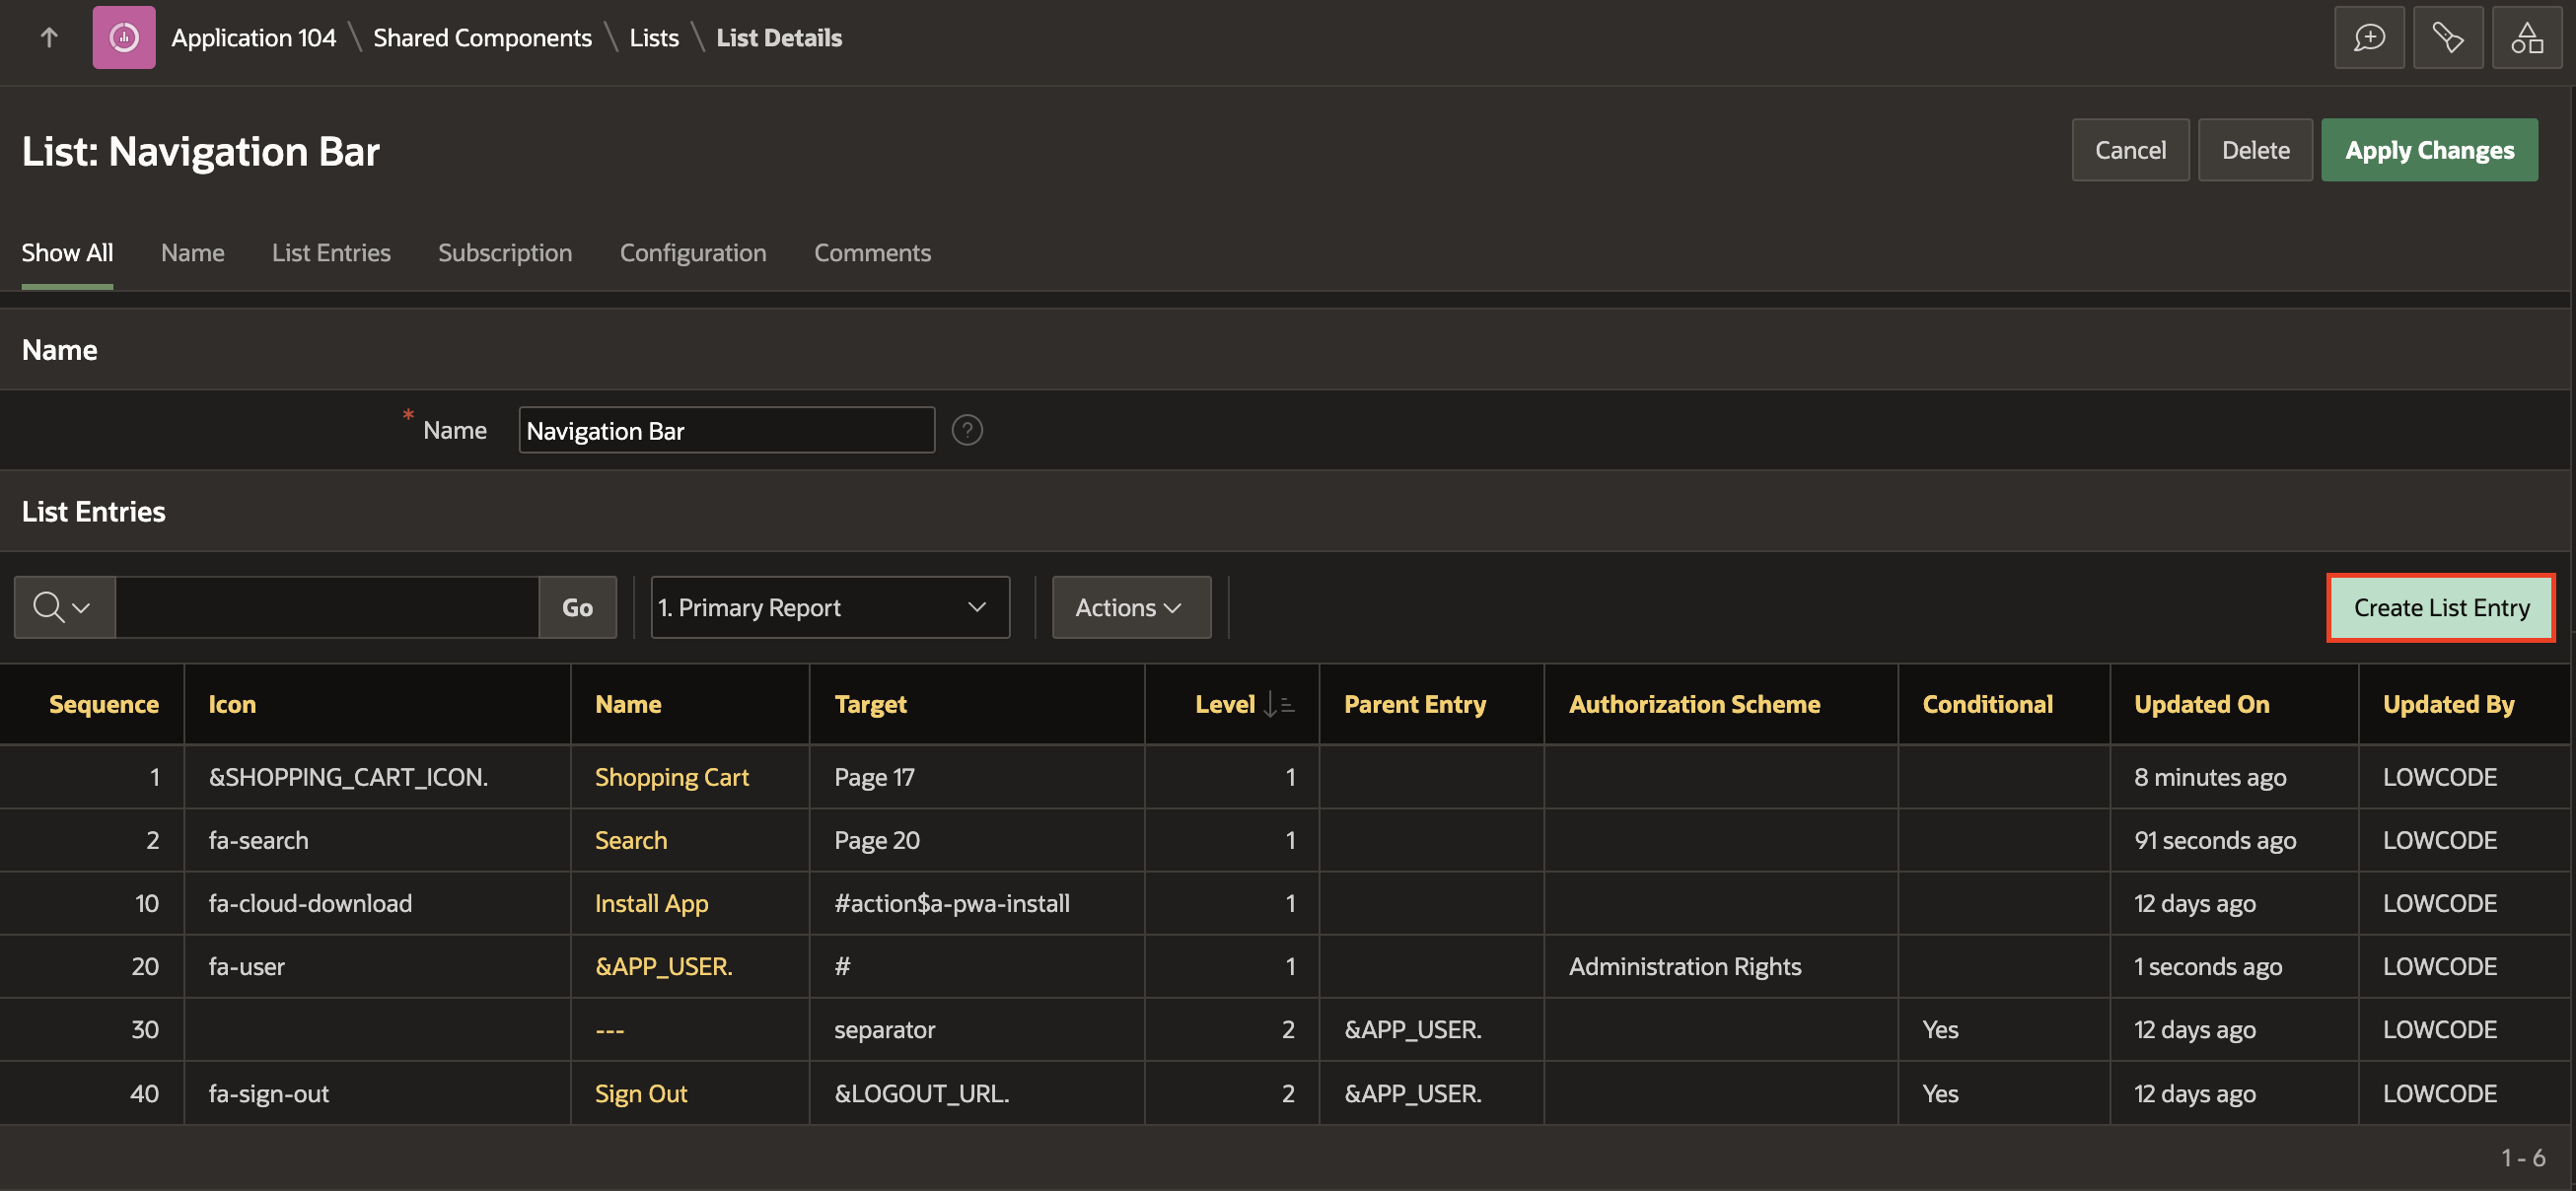 Application 104 \ Shared Components \ Lists \ List Details
List: Navigation Bar
Cancel Delete Apply Changes
Show All Name List Entries Subscription Configuration Comments
Name
* Name Navigation Bar ?
List Entries
Go 1. Primary Report Actions Create List Entry
Sequence Icon Name Target Level Parent Entry Authorization Scheme Conditional Updated On Updated By
1 &SHOPPING_CART_ICON. Shopping Cart Page 17 1 8 minutes ago LOWCODE
2 fa-search Search Page 20 1 91 seconds ago LOWCODE
10 fa-cloud-download Install App #action$a-pwa-install 1 12 days ago LOWCODE
20 fa-user &APP_USER. # 1 Administration Rights 1 seconds ago LOWCODE
30 --- separator 2 &APP_USER. Yes 12 days ago LOWCODE
40 fa-sign-out Sign Out &LOGOUT_URL. 2 &APP_USER. Yes 12 days ago LOWCODE
1 - 6